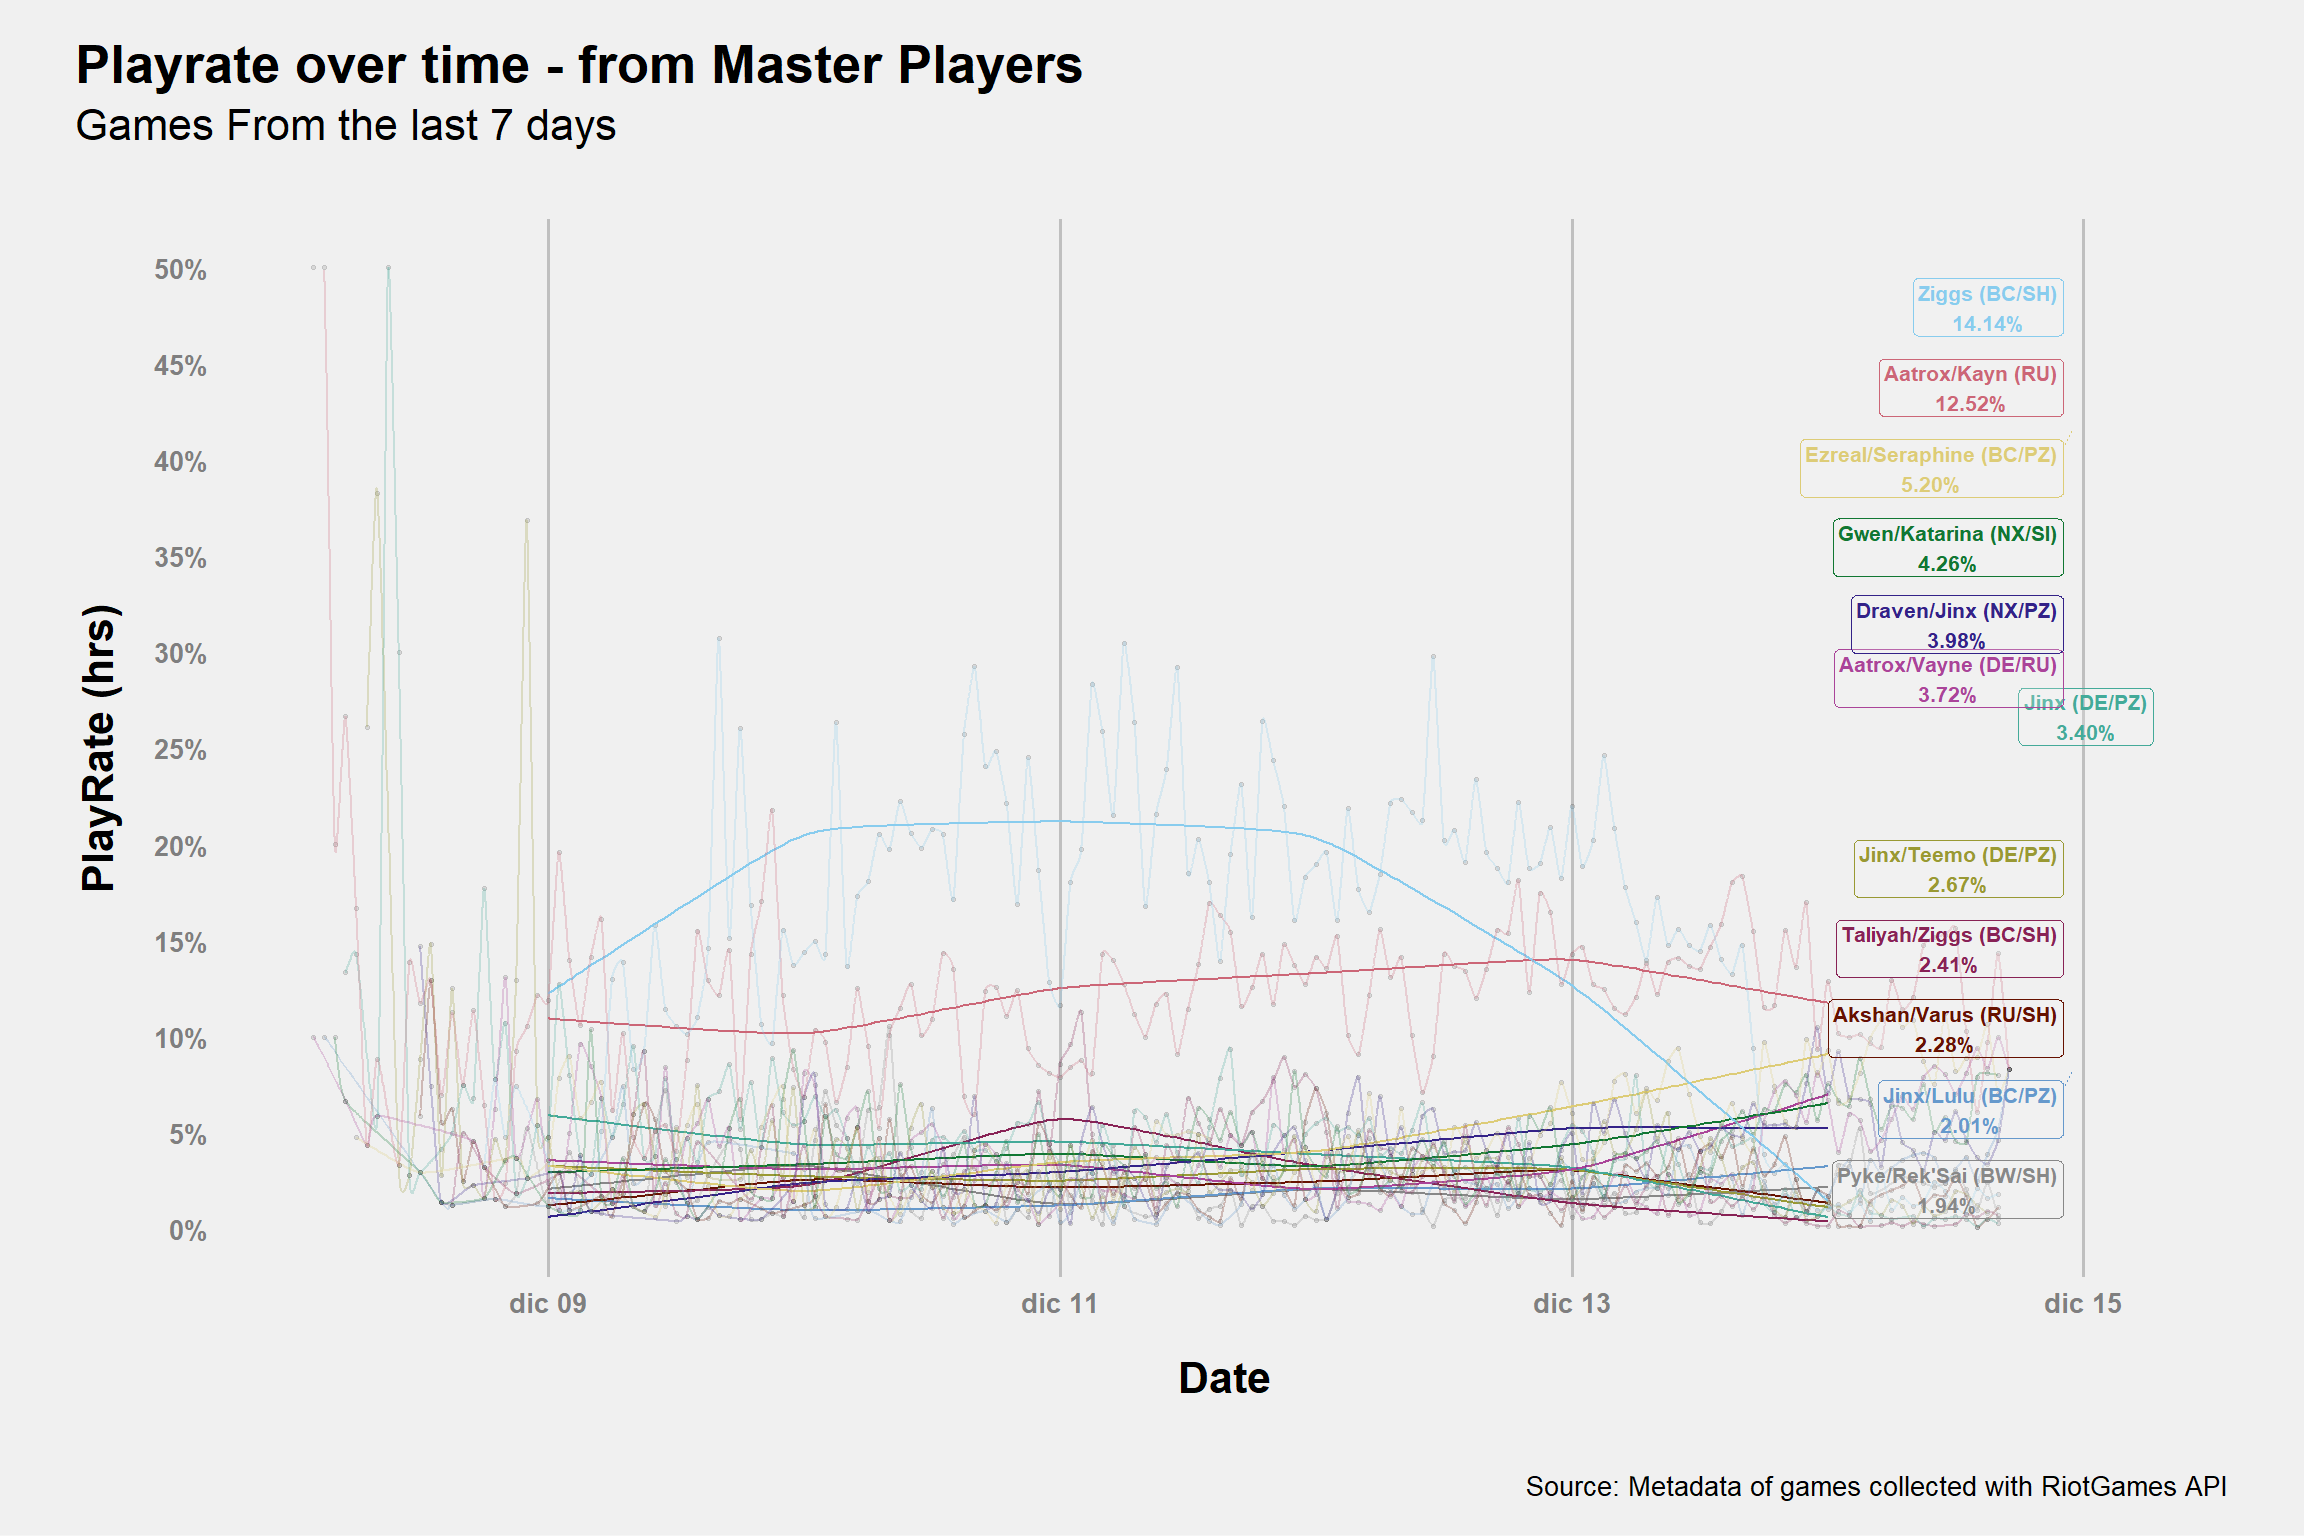 Playrate over time - from Master Players
Games From the last 7 days
PlayRate (hrs)
50%
45%
40%
35%
30%
25%
20%
15%
10%
5%
0%
Ziggs (BC/SH)
14.14%
Aatrox/Kayn (RU)
12.52%
Ezreal/Seraphine (BC/PZ)
5.20%
Gwen/Katarina (NX/SI)
4.26%
Draven/Jinx (NX/PZ)
3.98%
Aatrox/Vayne (DE/RU)
3.72%
Jinx (DE/PZ)
3.40%
Jinx/Teemo (DE/PZ)
2.67%
Taliyah/Ziggs (BC/SH)
2.41%
Akshan/Varus (RU/SH)
2.28%
Jinx/Lulu (BC/PZ)
2.01%
Pyke/Rek'Sai (BW/SH)
1.94%
dic 09
dic 11
dic 13
dic 15
Date
Source: Metadata of games collected with RiotGames API